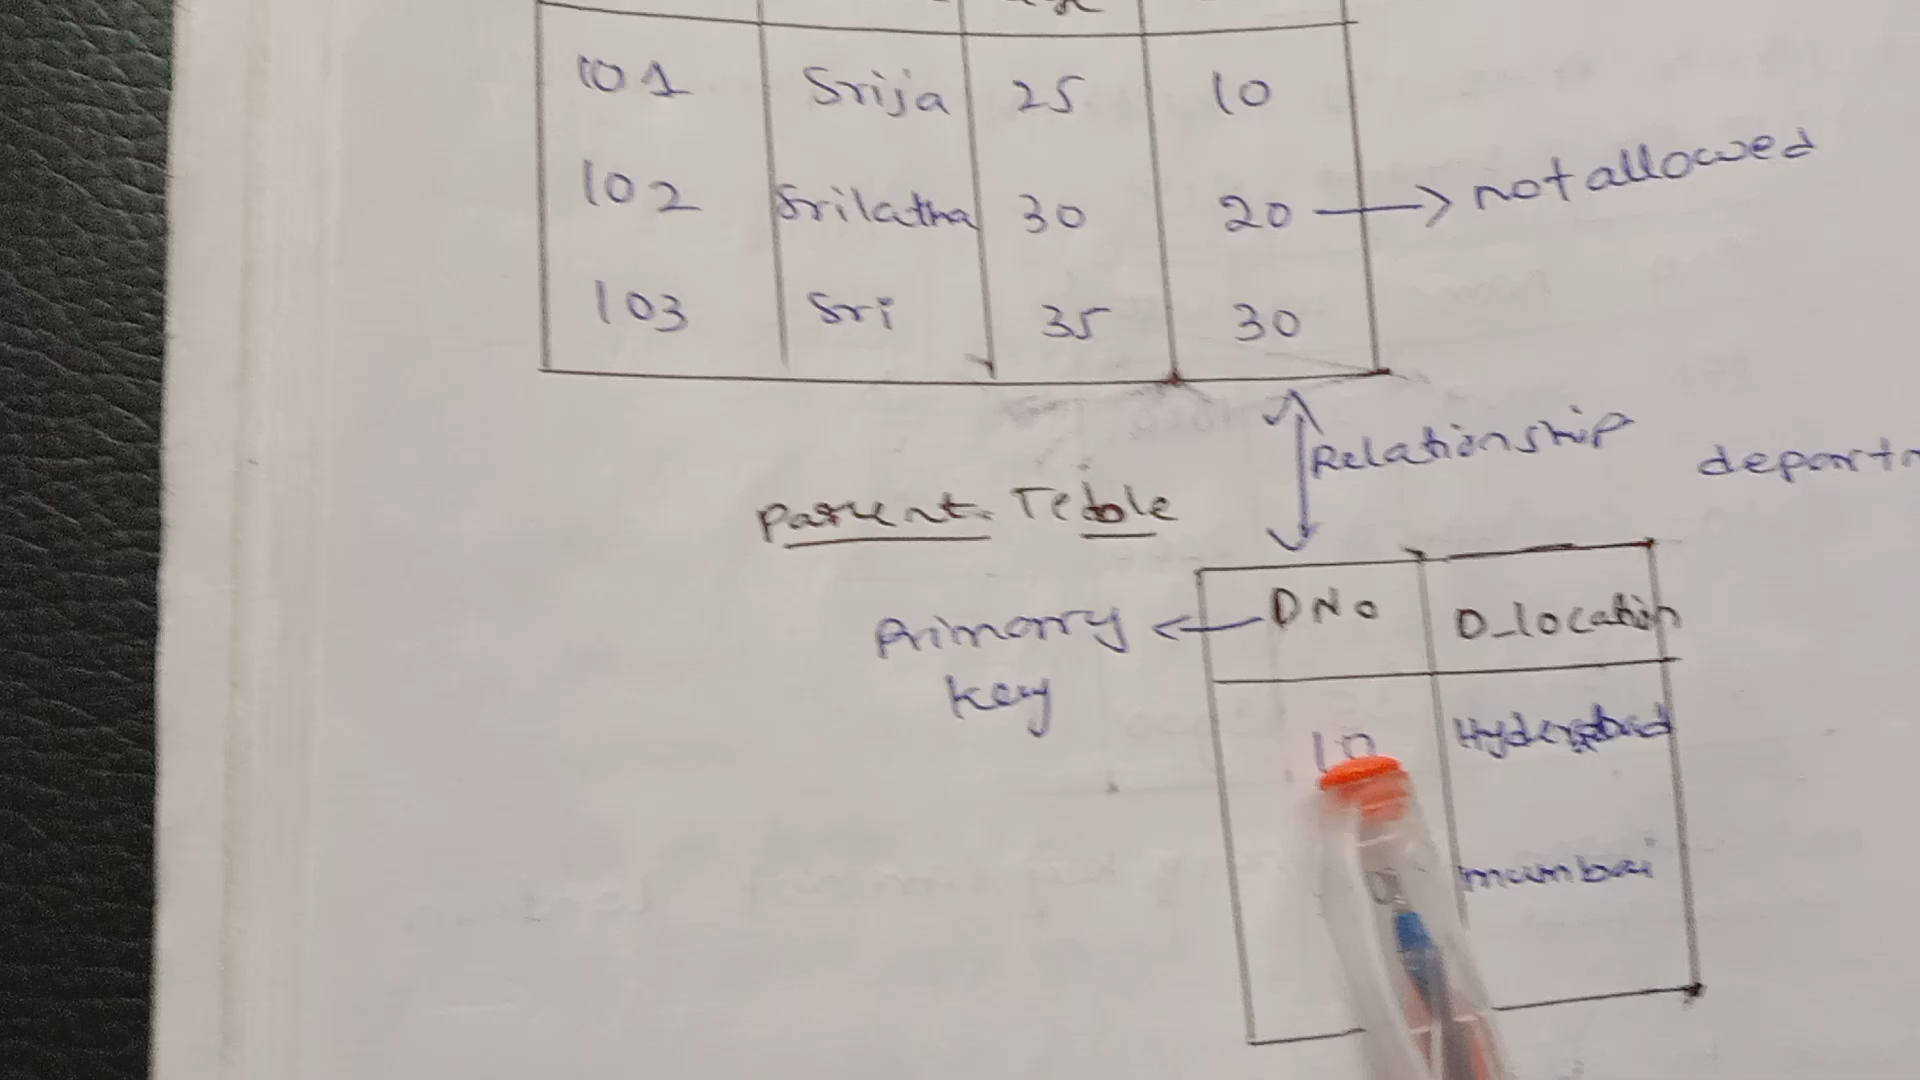 101 Srija 25 10
102 Srilatha 30 20 → not allowed
103 Sri 35 30
Relationship
Parent Table
Primary key
DNo D_location
10 Hyderabad
mumbai